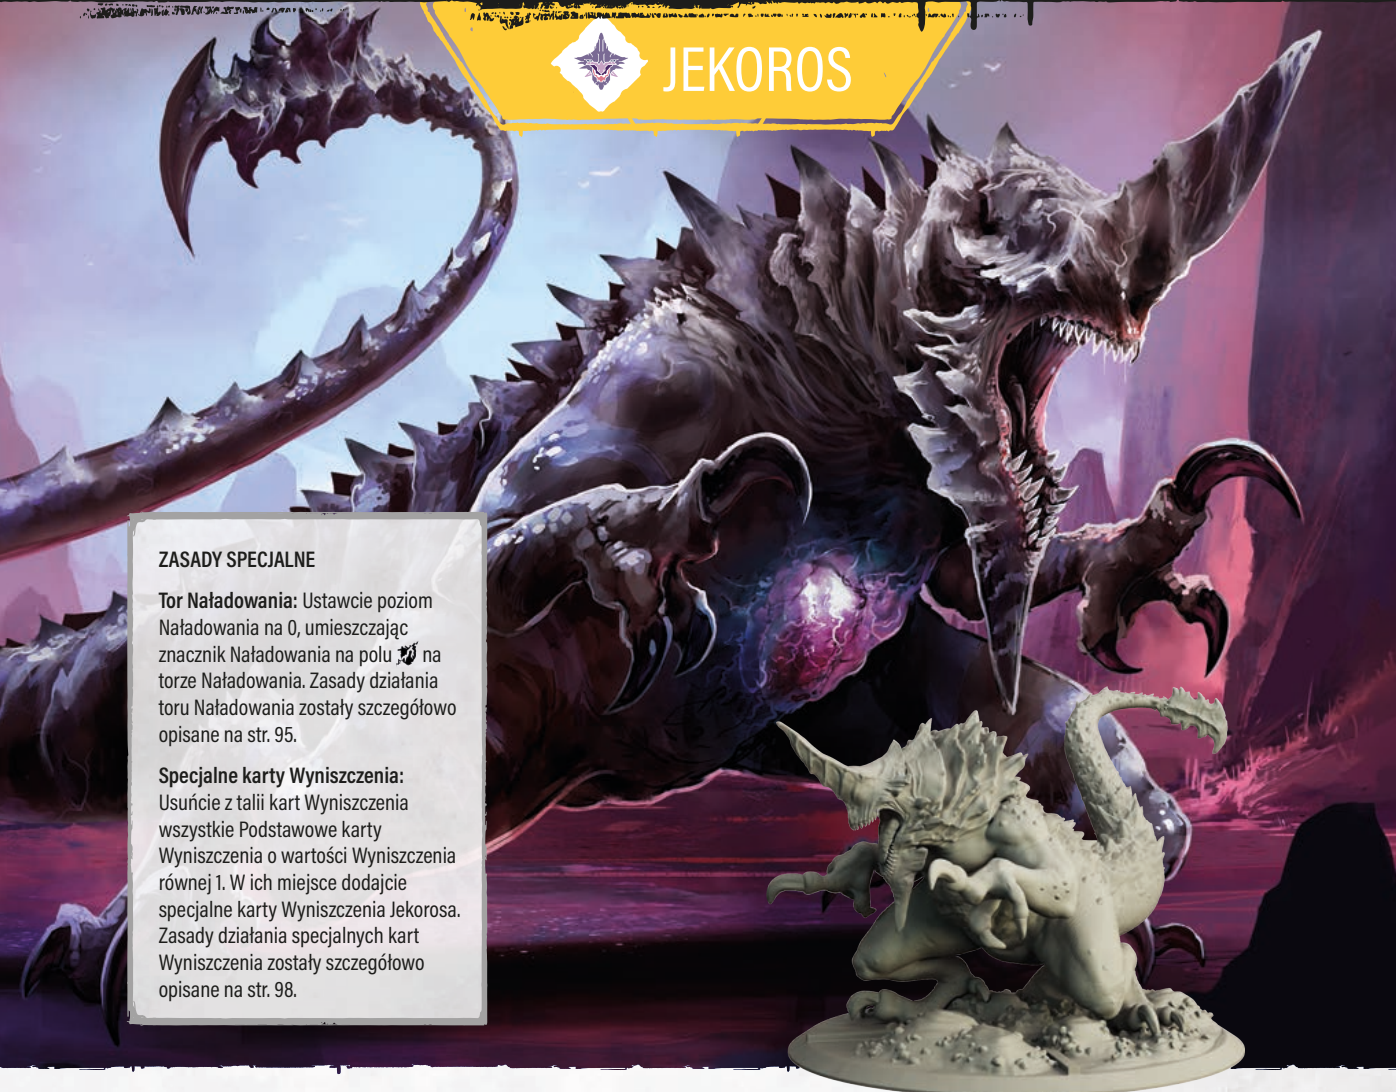 JEKOROS
ZASADY SPECJALNE
Tor Naładowania: Ustawcie poziom
Naładowania na 0, umieszczając
znacznik Naładowania na polu na
torze Naładowania. Zasady działania
toru Naładowania zostały szczegółowo
opisane na str. 95.
Specjalne karty Wyniszczenia:
Usuńcie z talii kart Wyniszczenia
wszystkie Podstawowe karty
Wyniszczenia o wartości Wyniszczenia
równej 1. W ich miejsce dodajcie
specjalne karty Wyniszczenia Jekorosa.
Zasady działania specjalnych kart
Wyniszczenia zostały szczegółowo
opisane na str. 98.